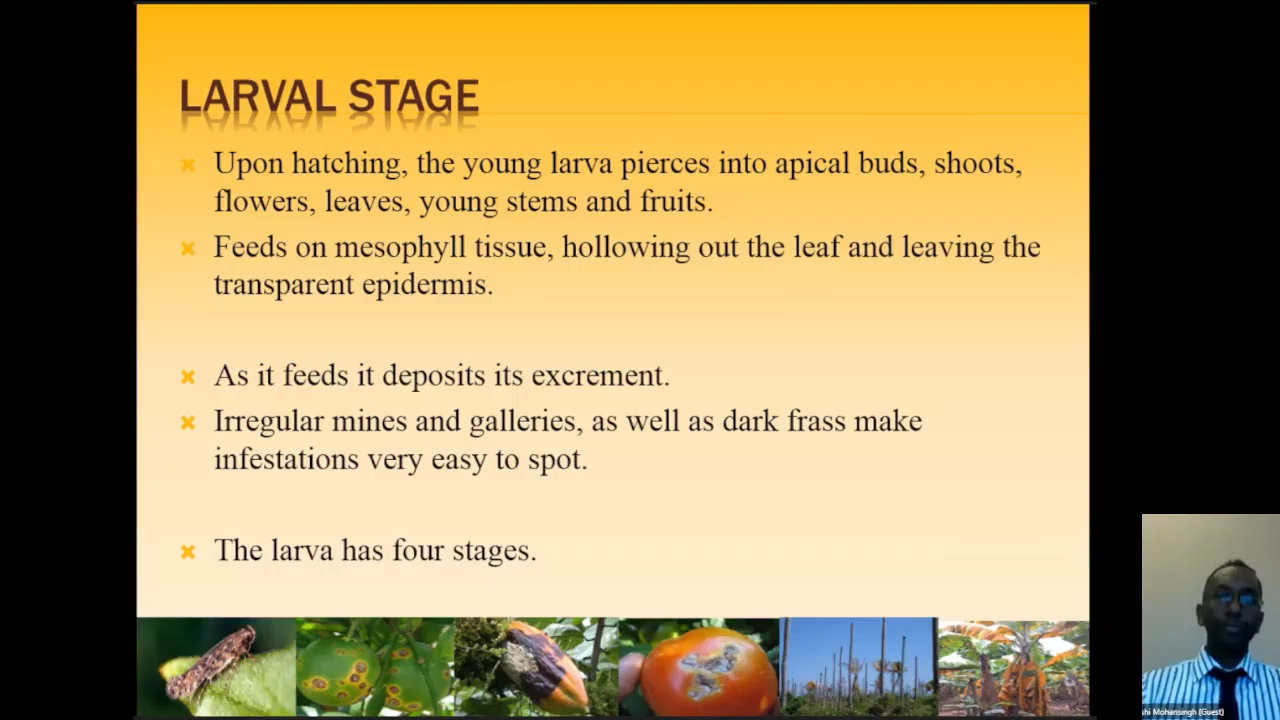 LARVAL STAGE
Upon hatching, the young larva pierces into apical buds, shoots,
flowers, leaves, young stems and fruits.
Feeds on mesophyll tissue, hollowing out the leaf and leaving the
transparent epidermis.
As it feeds it deposits its excrement.
Irregular mines and galleries, as well as dark frass make
infestations very easy to spot.
The larva has four stages.
shi Mohansingh (Guest)